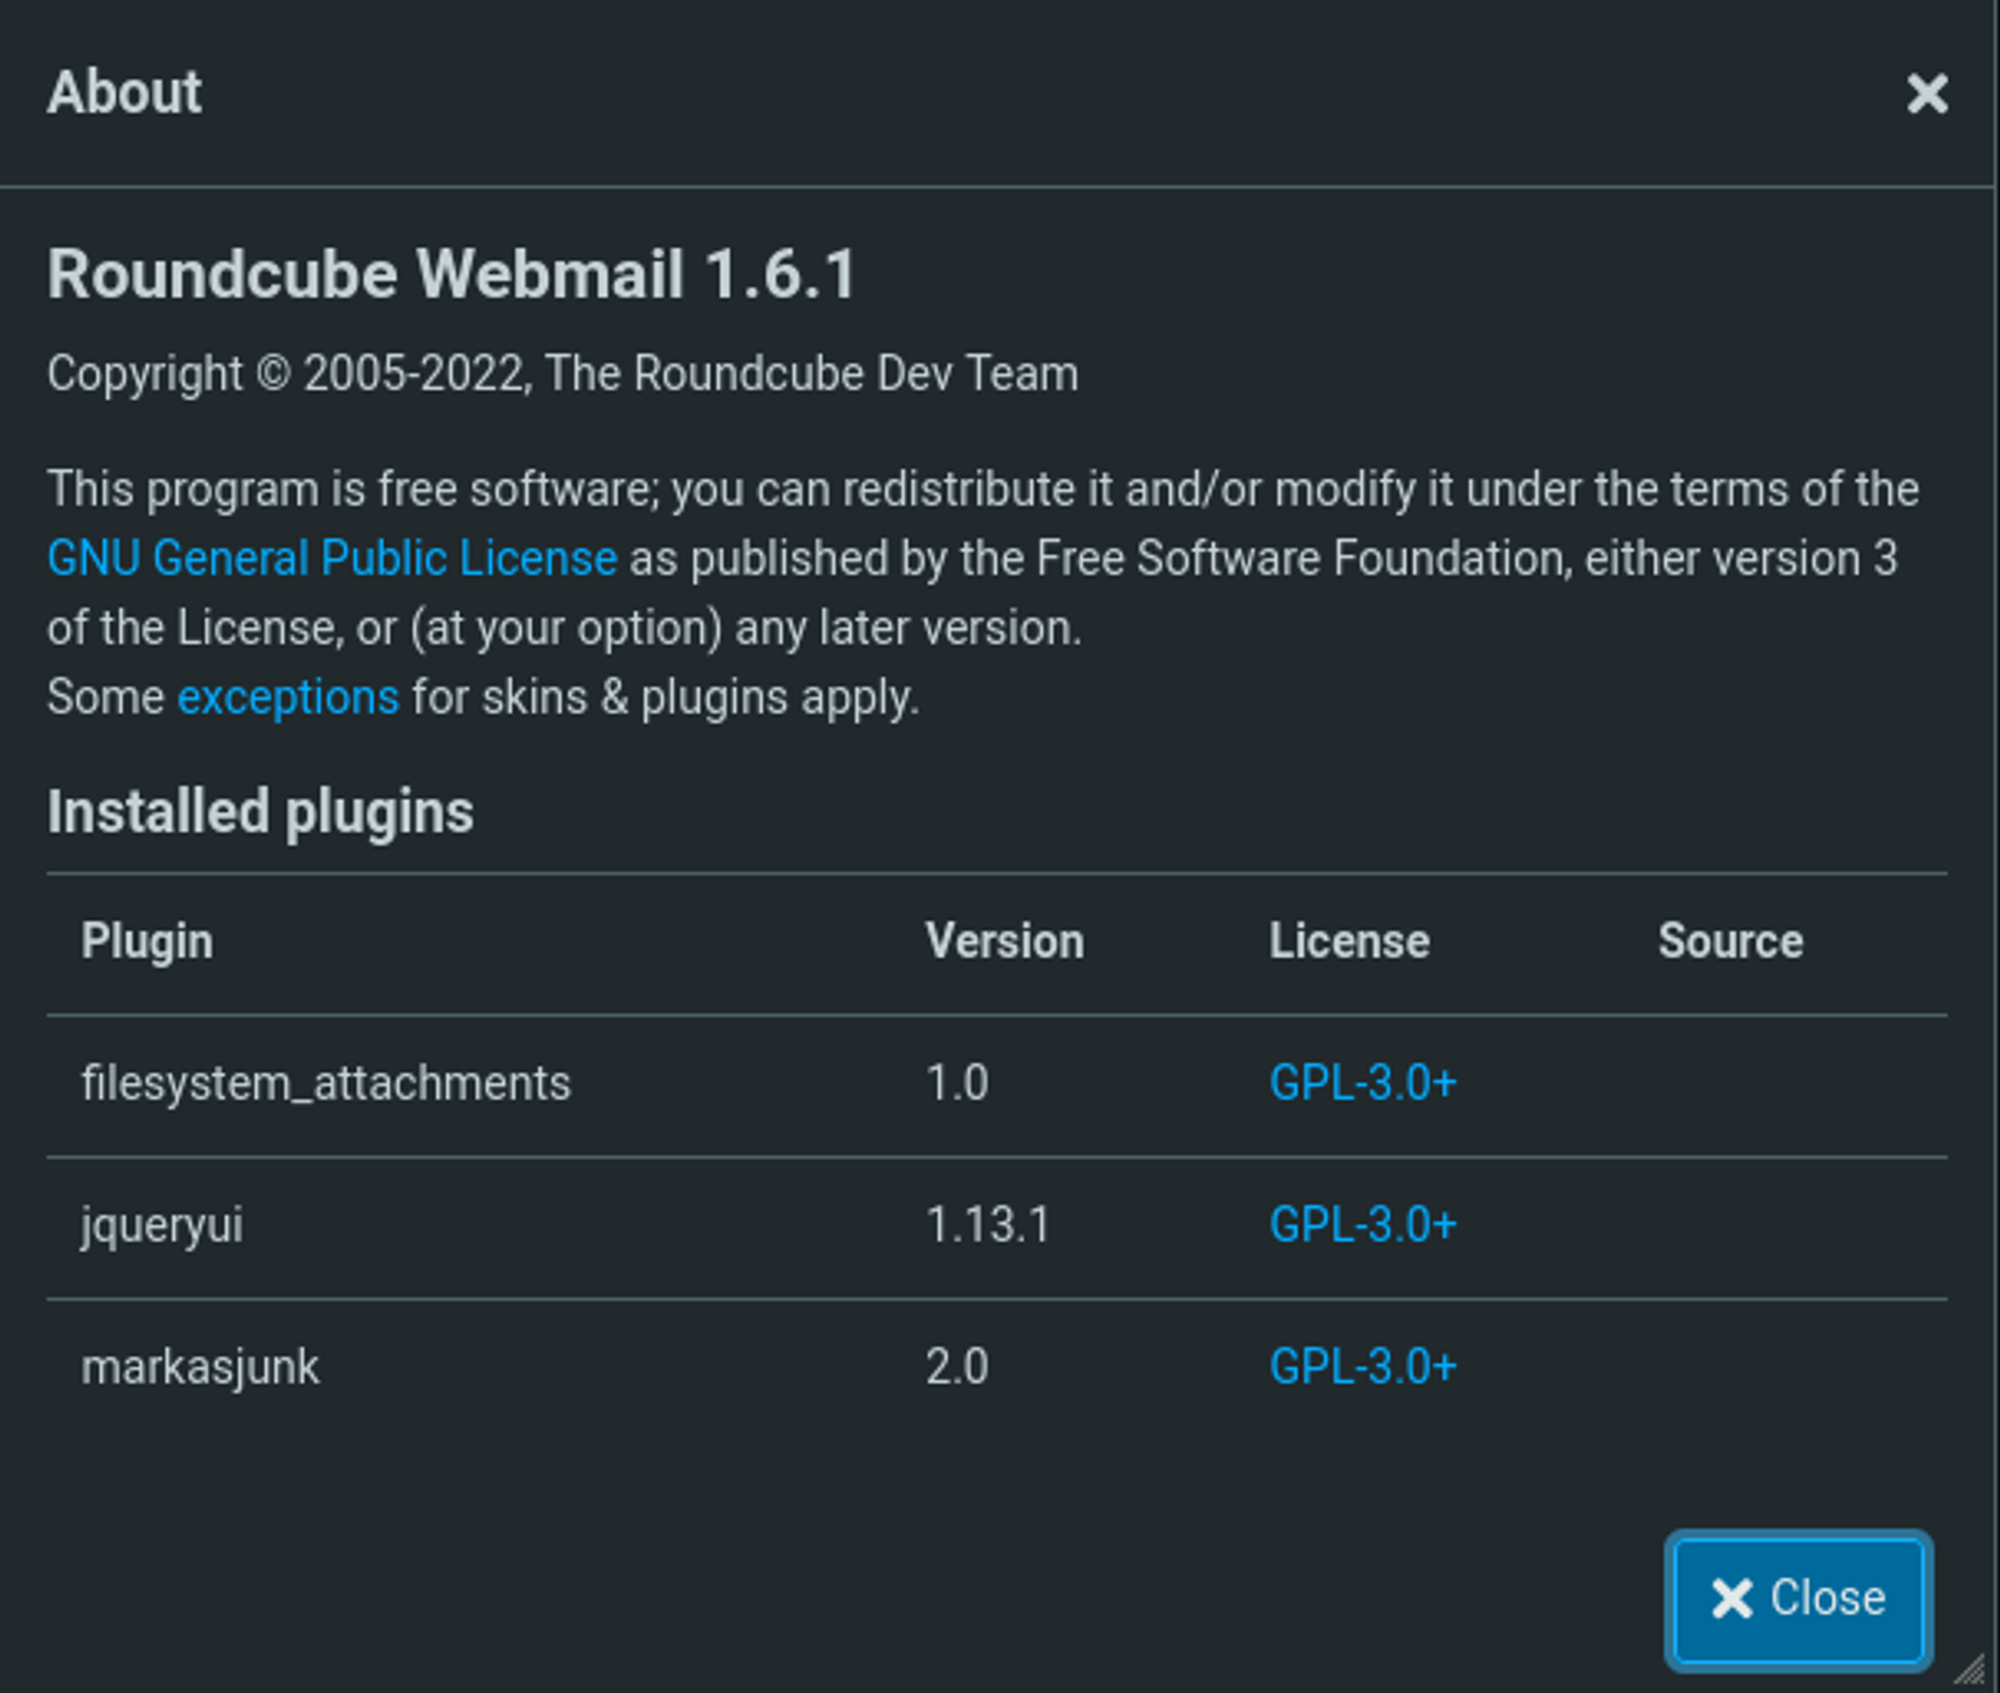 About
Roundcube Webmail 1.6.1
Copyright © 2005-2022, The Roundcube Dev Team
This program is free software; you can redistribute it and/or modify it under the terms of the
GNU General Public License as published by the Free Software Foundation, either version 3
of the License, or (at your option) any later version.
Some exceptions for skins & plugins apply.
Installed plugins
Plugin Version License Source
filesystem_attachments 1.0 GPL-3.0+
jqueryui 1.13.1 GPL-3.0+
markasjunk 2.0 GPL-3.0+
Close